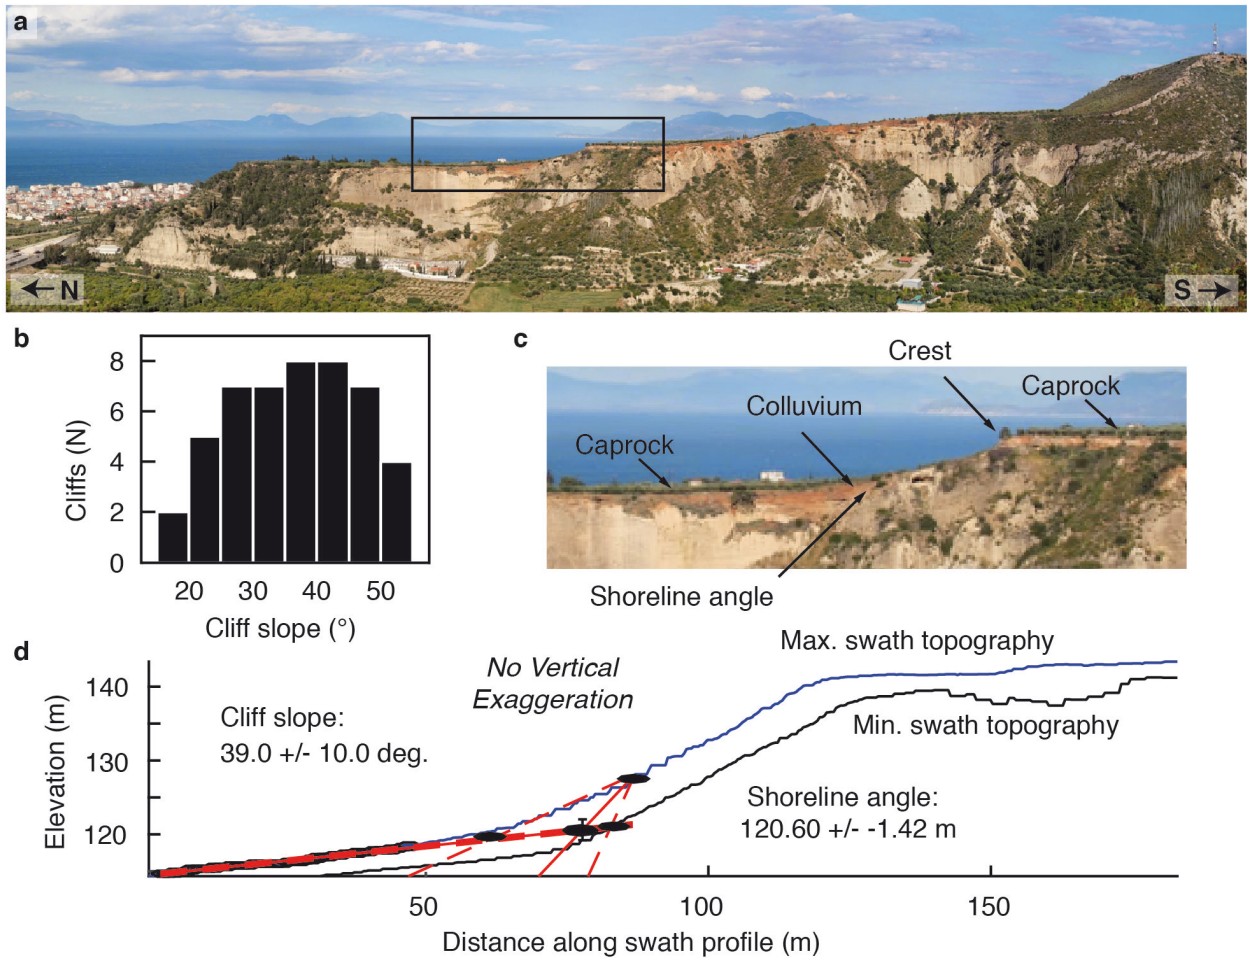 a
← N
S →
b
8
6
4
2
0
Cliffs (N)
20 30 40 50
Cliff slope (°)
c
Crest
Caprock
Colluvium
Caprock
Shoreline angle
d
Max. swath topography
No Vertical
Exaggeration
140
130
120
Elevation (m)
Cliff slope:
39.0 +/- 10.0 deg.
Min. swath topography
Shoreline angle:
120.60 +/- -1.42 m
50 100 150
Distance along swath profile (m)